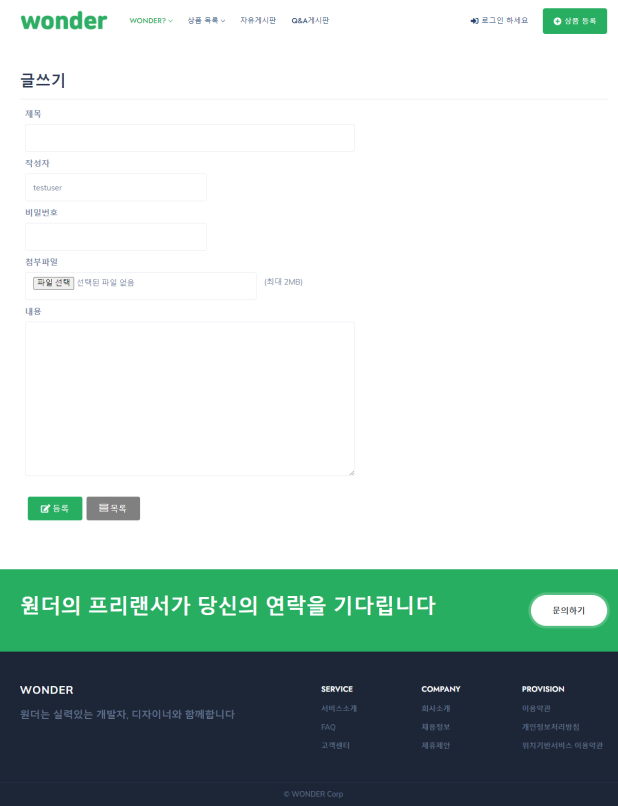 wonder WONDER? 상품 목록 자유게시판 Q&A게시판 로그인 하세요 상품 등록
글쓰기
제목
작성자
testuser
비밀번호
첨부파일
파일 선택 선택된 파일 없음 (최대 2MB)
내용
등록 목록
원더의 프리랜서가 당신의 연락을 기다립니다 문의하기
WONDER SERVICE COMPANY PROVISION
원더는 실력있는 개발자, 디자이너와 함께합니다 서비스소개 회사소개 이용약관
FAQ 채용정보 개인정보처리방침
고객센터 제휴제안 위치기반서비스 이용약관
© WONDER Corp